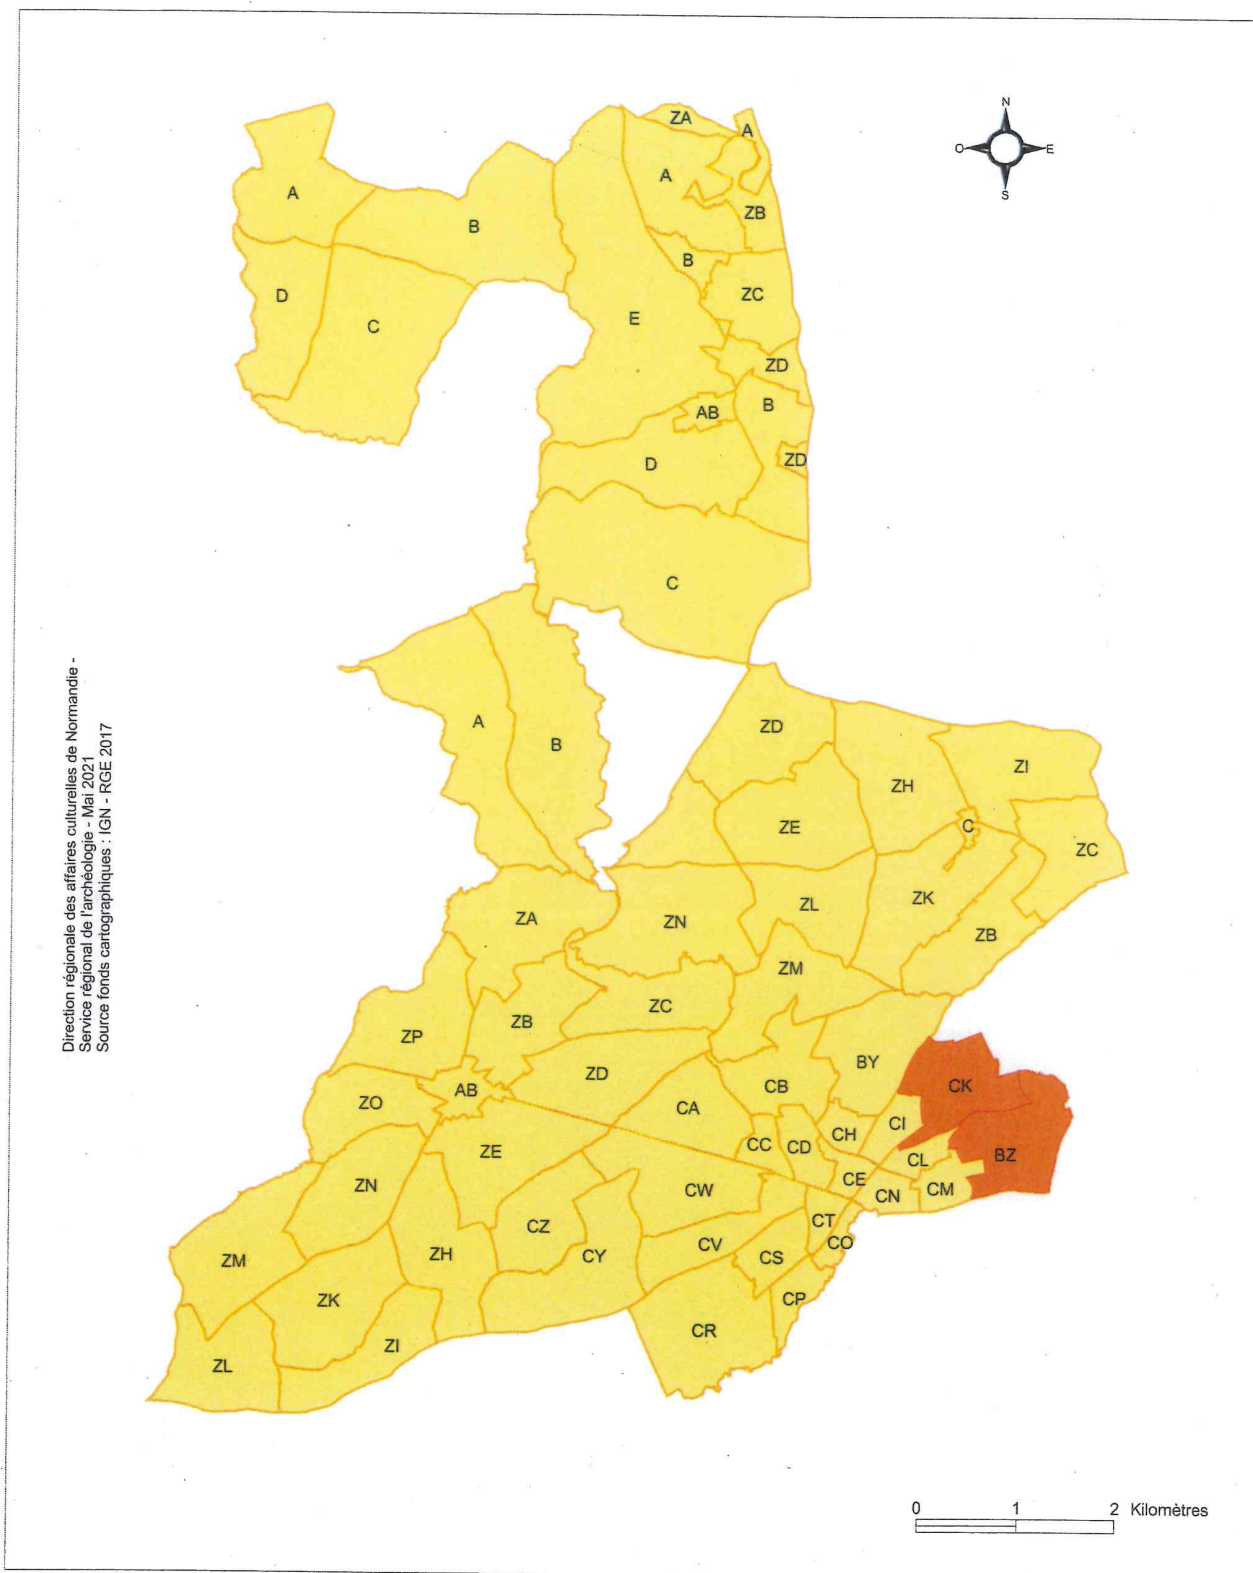 N
O
E
S
ZA
A
A
A
B
ZB
B
D
ZC
E
C
ZD
B
AB
D
ZD
C
A
B
ZD
ZI
ZH
C
ZE
ZC
ZK
ZL
ZA
ZN
ZB
ZM
ZC
ZB
ZP
BY
ZD
CK
CB
AB
ZO
CA
CI
CH
CC
CD
ZE
BZ
CL
CE
ZN
CW
CM
CN
CT
CZ
CV
CO
ZH
CY
CS
ZM
CP
ZK
CR
ZI
ZL
Direction régionale des affaires culturelles de Normandie -
Service régional de l'archéologie - Mai 2021
Source fonds cartographiques : IGN - RGE 2017
0 1 2 Kilomètres